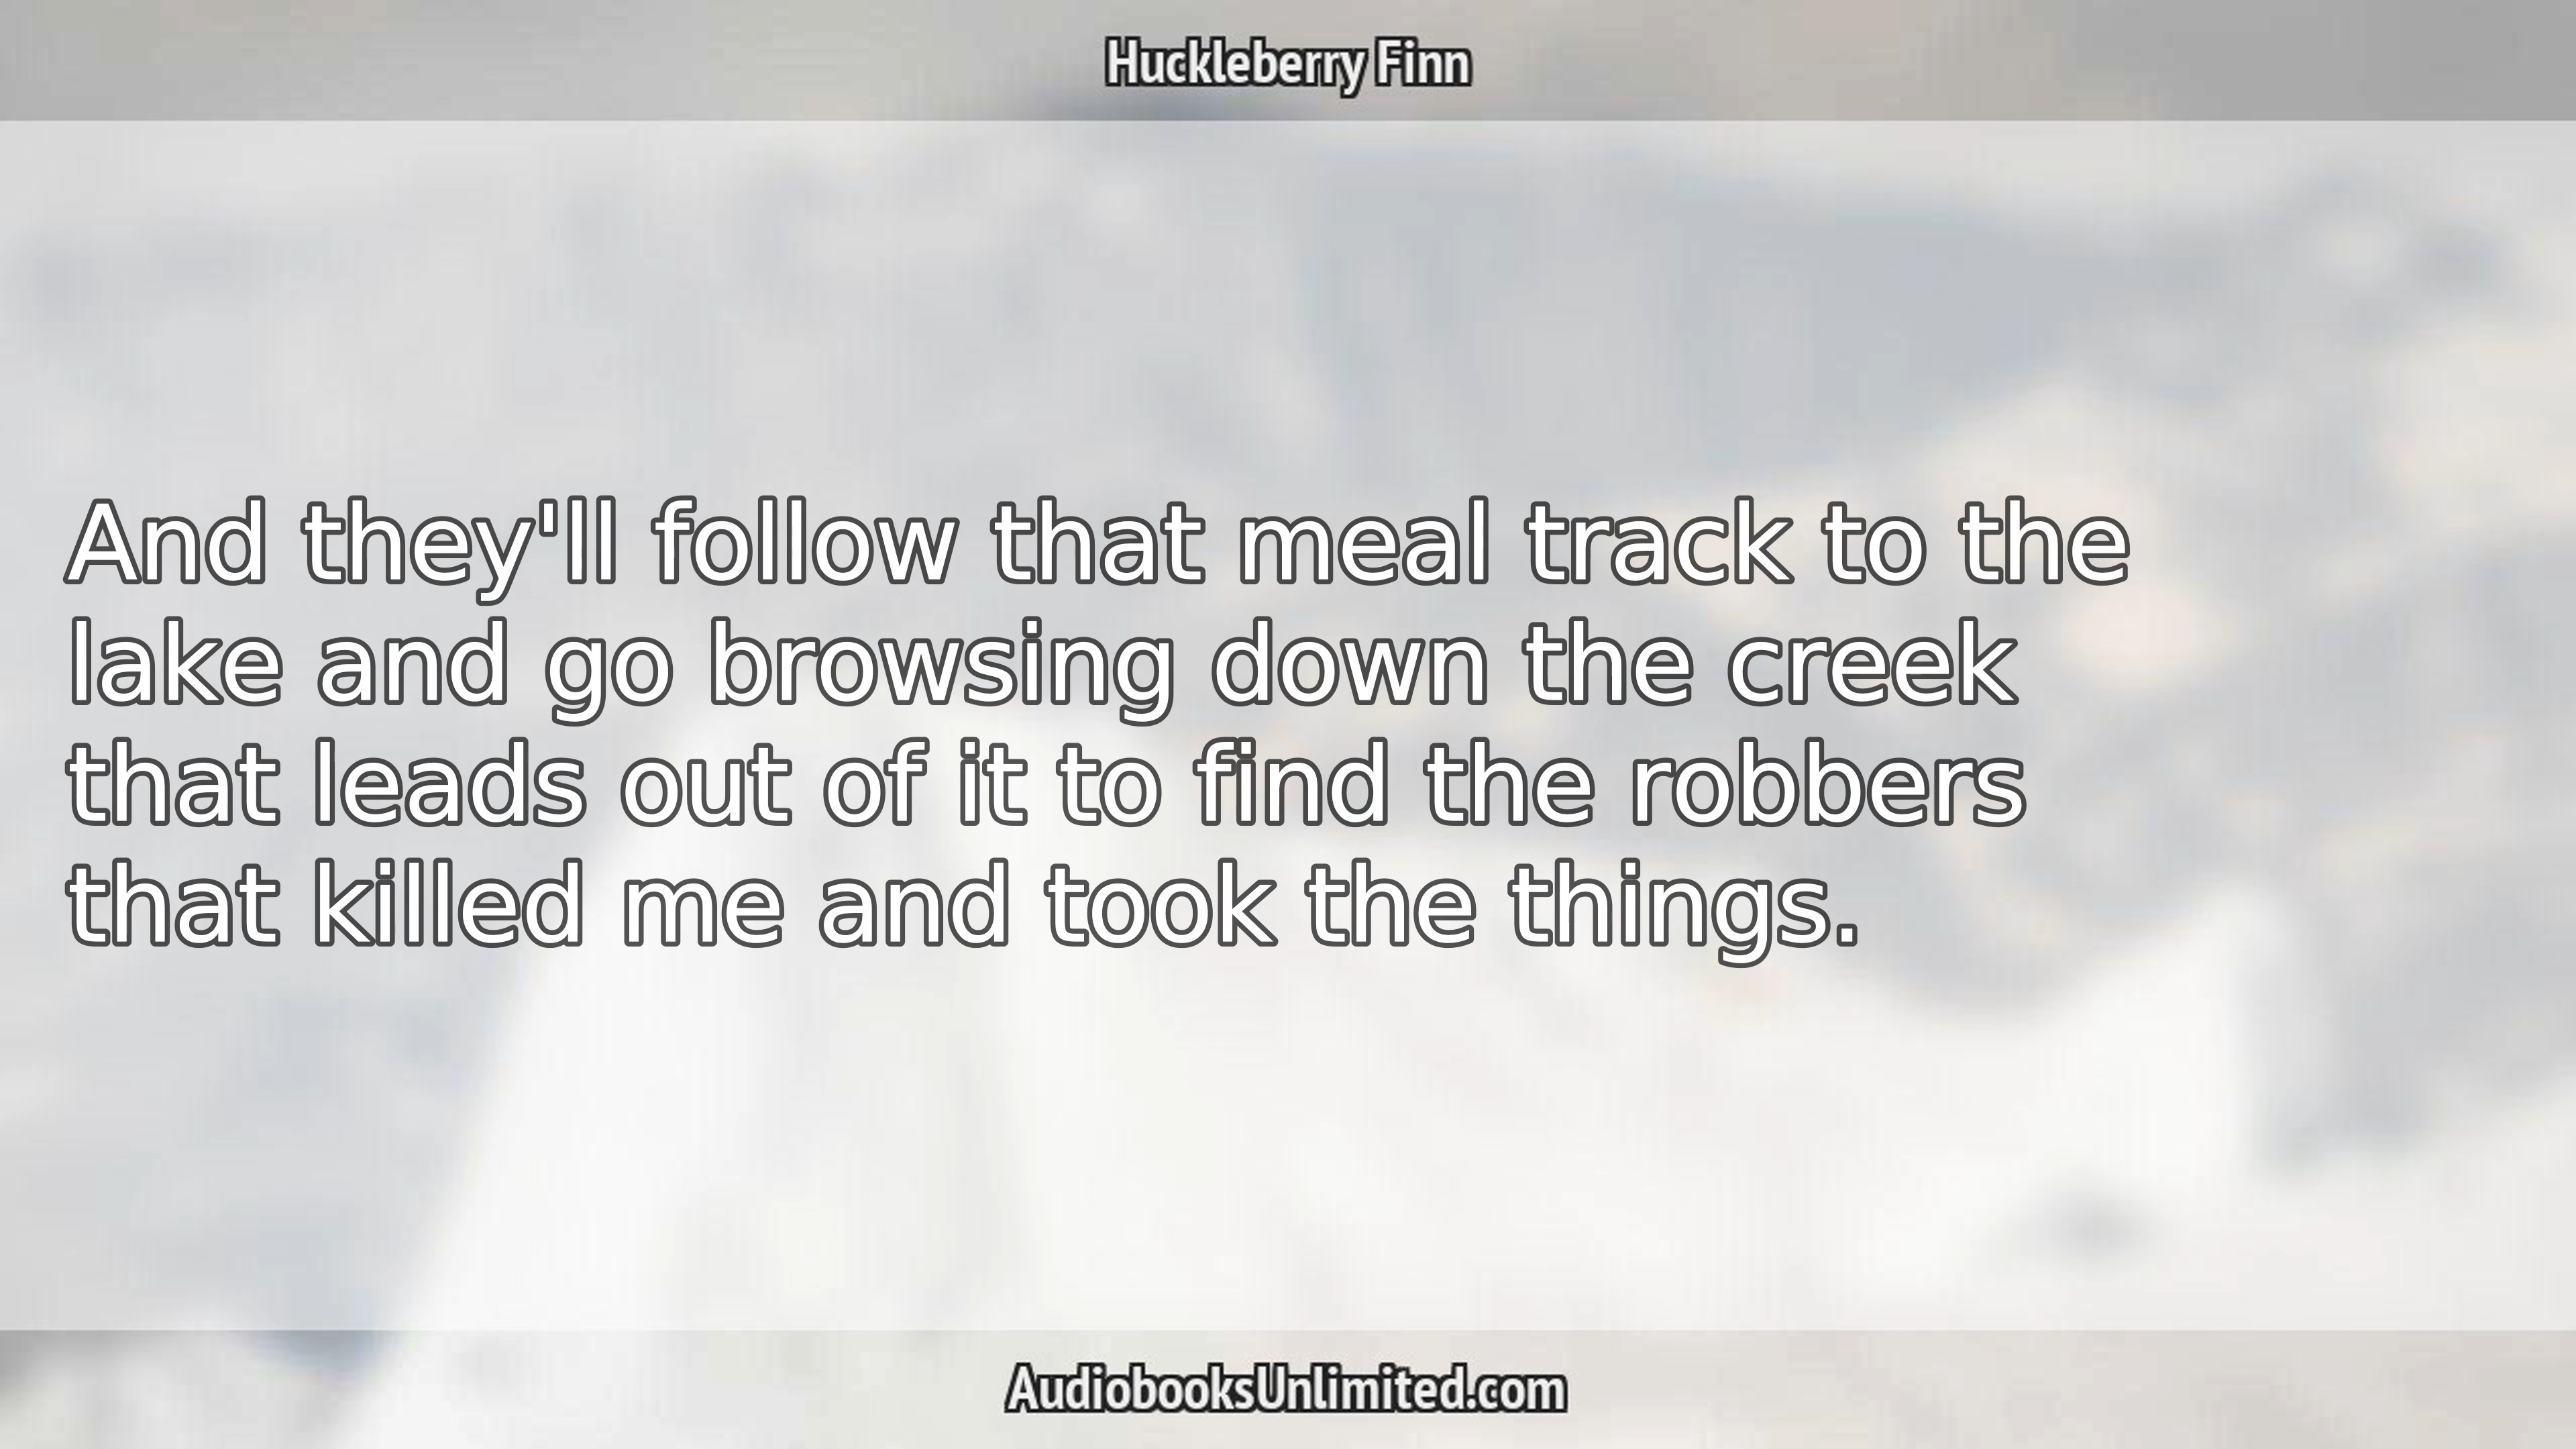 Huckleberry Finn
And they'll follow that meal track to the
lake and go browsing down the creek
that leads out of it to find the robbers
that killed me and took the things.
AudiobooksUnlimited.com